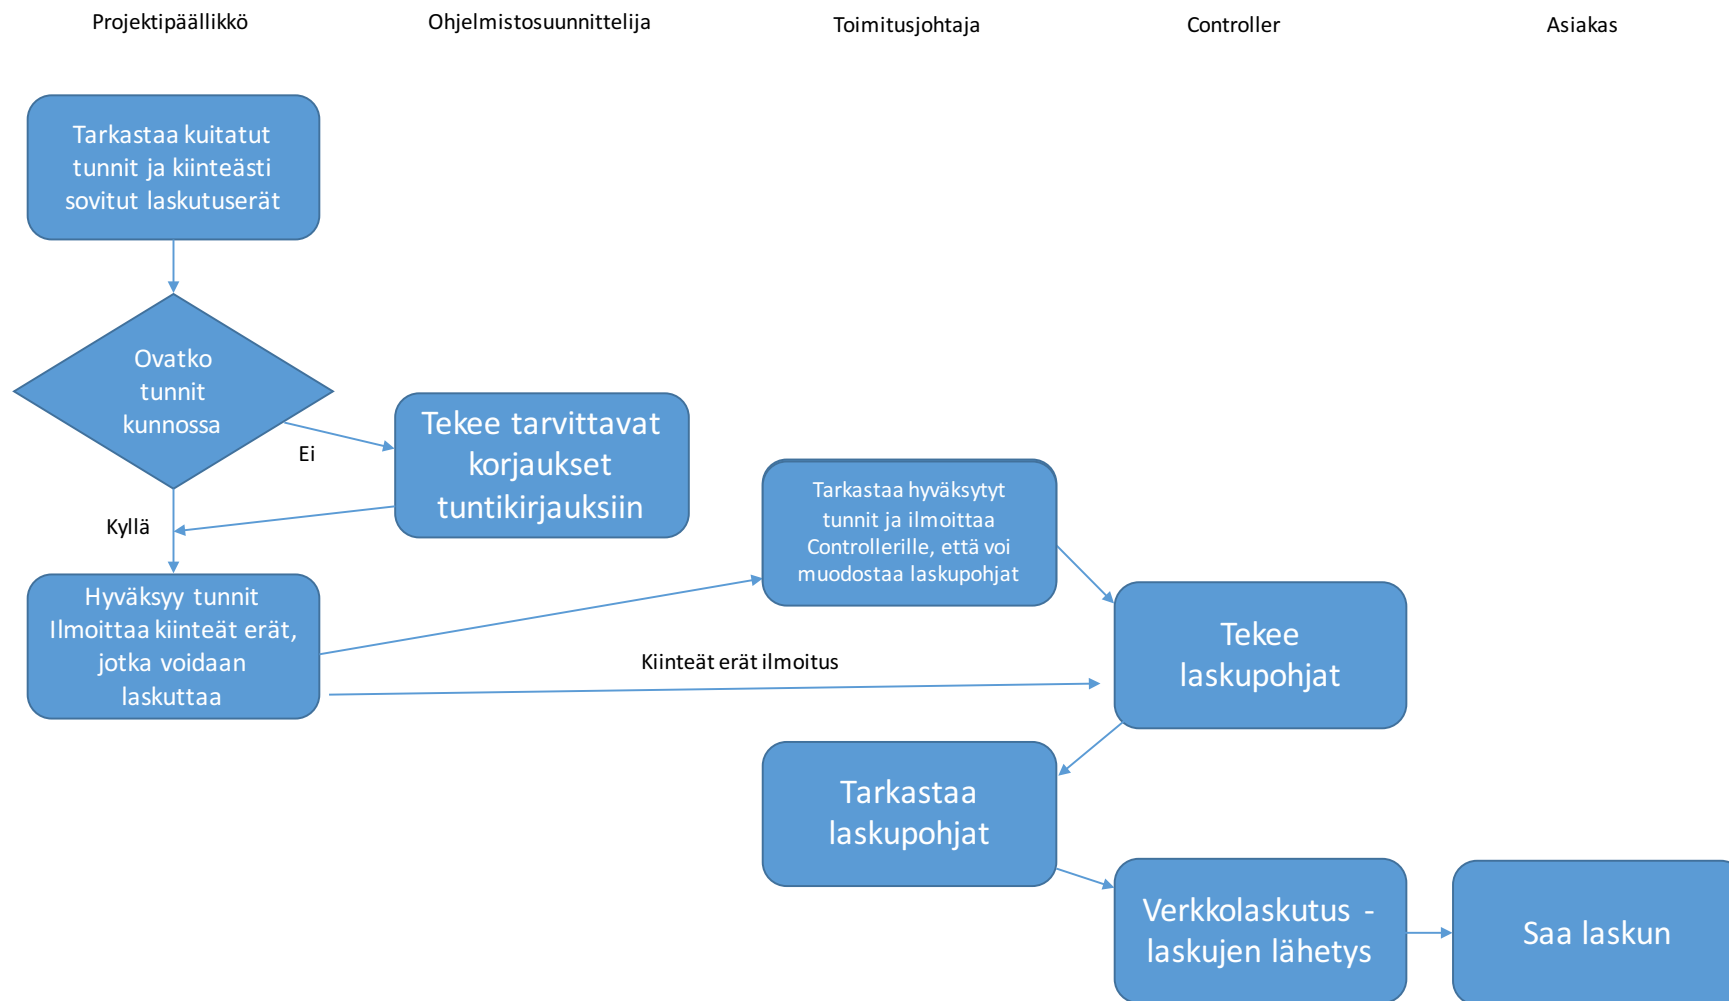 Projektipäällikkö
Ohjelmistosuunnittelija
Toimitusjohtaja
Controller
Asiakas
Tarkastaa kuitatut
tunnit ja kiinteästi
sovitut laskutuserät
Ovatko
tunnit
kunnossa
Ei
Tekee tarvittavat
korjaukset
tuntikirjauksiin
Kyllä
Hyväksyy tunnit
Ilmoittaa kiinteät erät,
jotka voidaan
laskuttaa
Tarkastaa hyväksytyt
tunnit ja ilmoittaa
Controllerille, että voi
muodostaa laskupohjat
Kiinteät erät ilmoitus
Tekee
laskupohjat
Tarkastaa
laskupohjat
Verkkolaskutus -
laskujen lähetys
Saa laskun